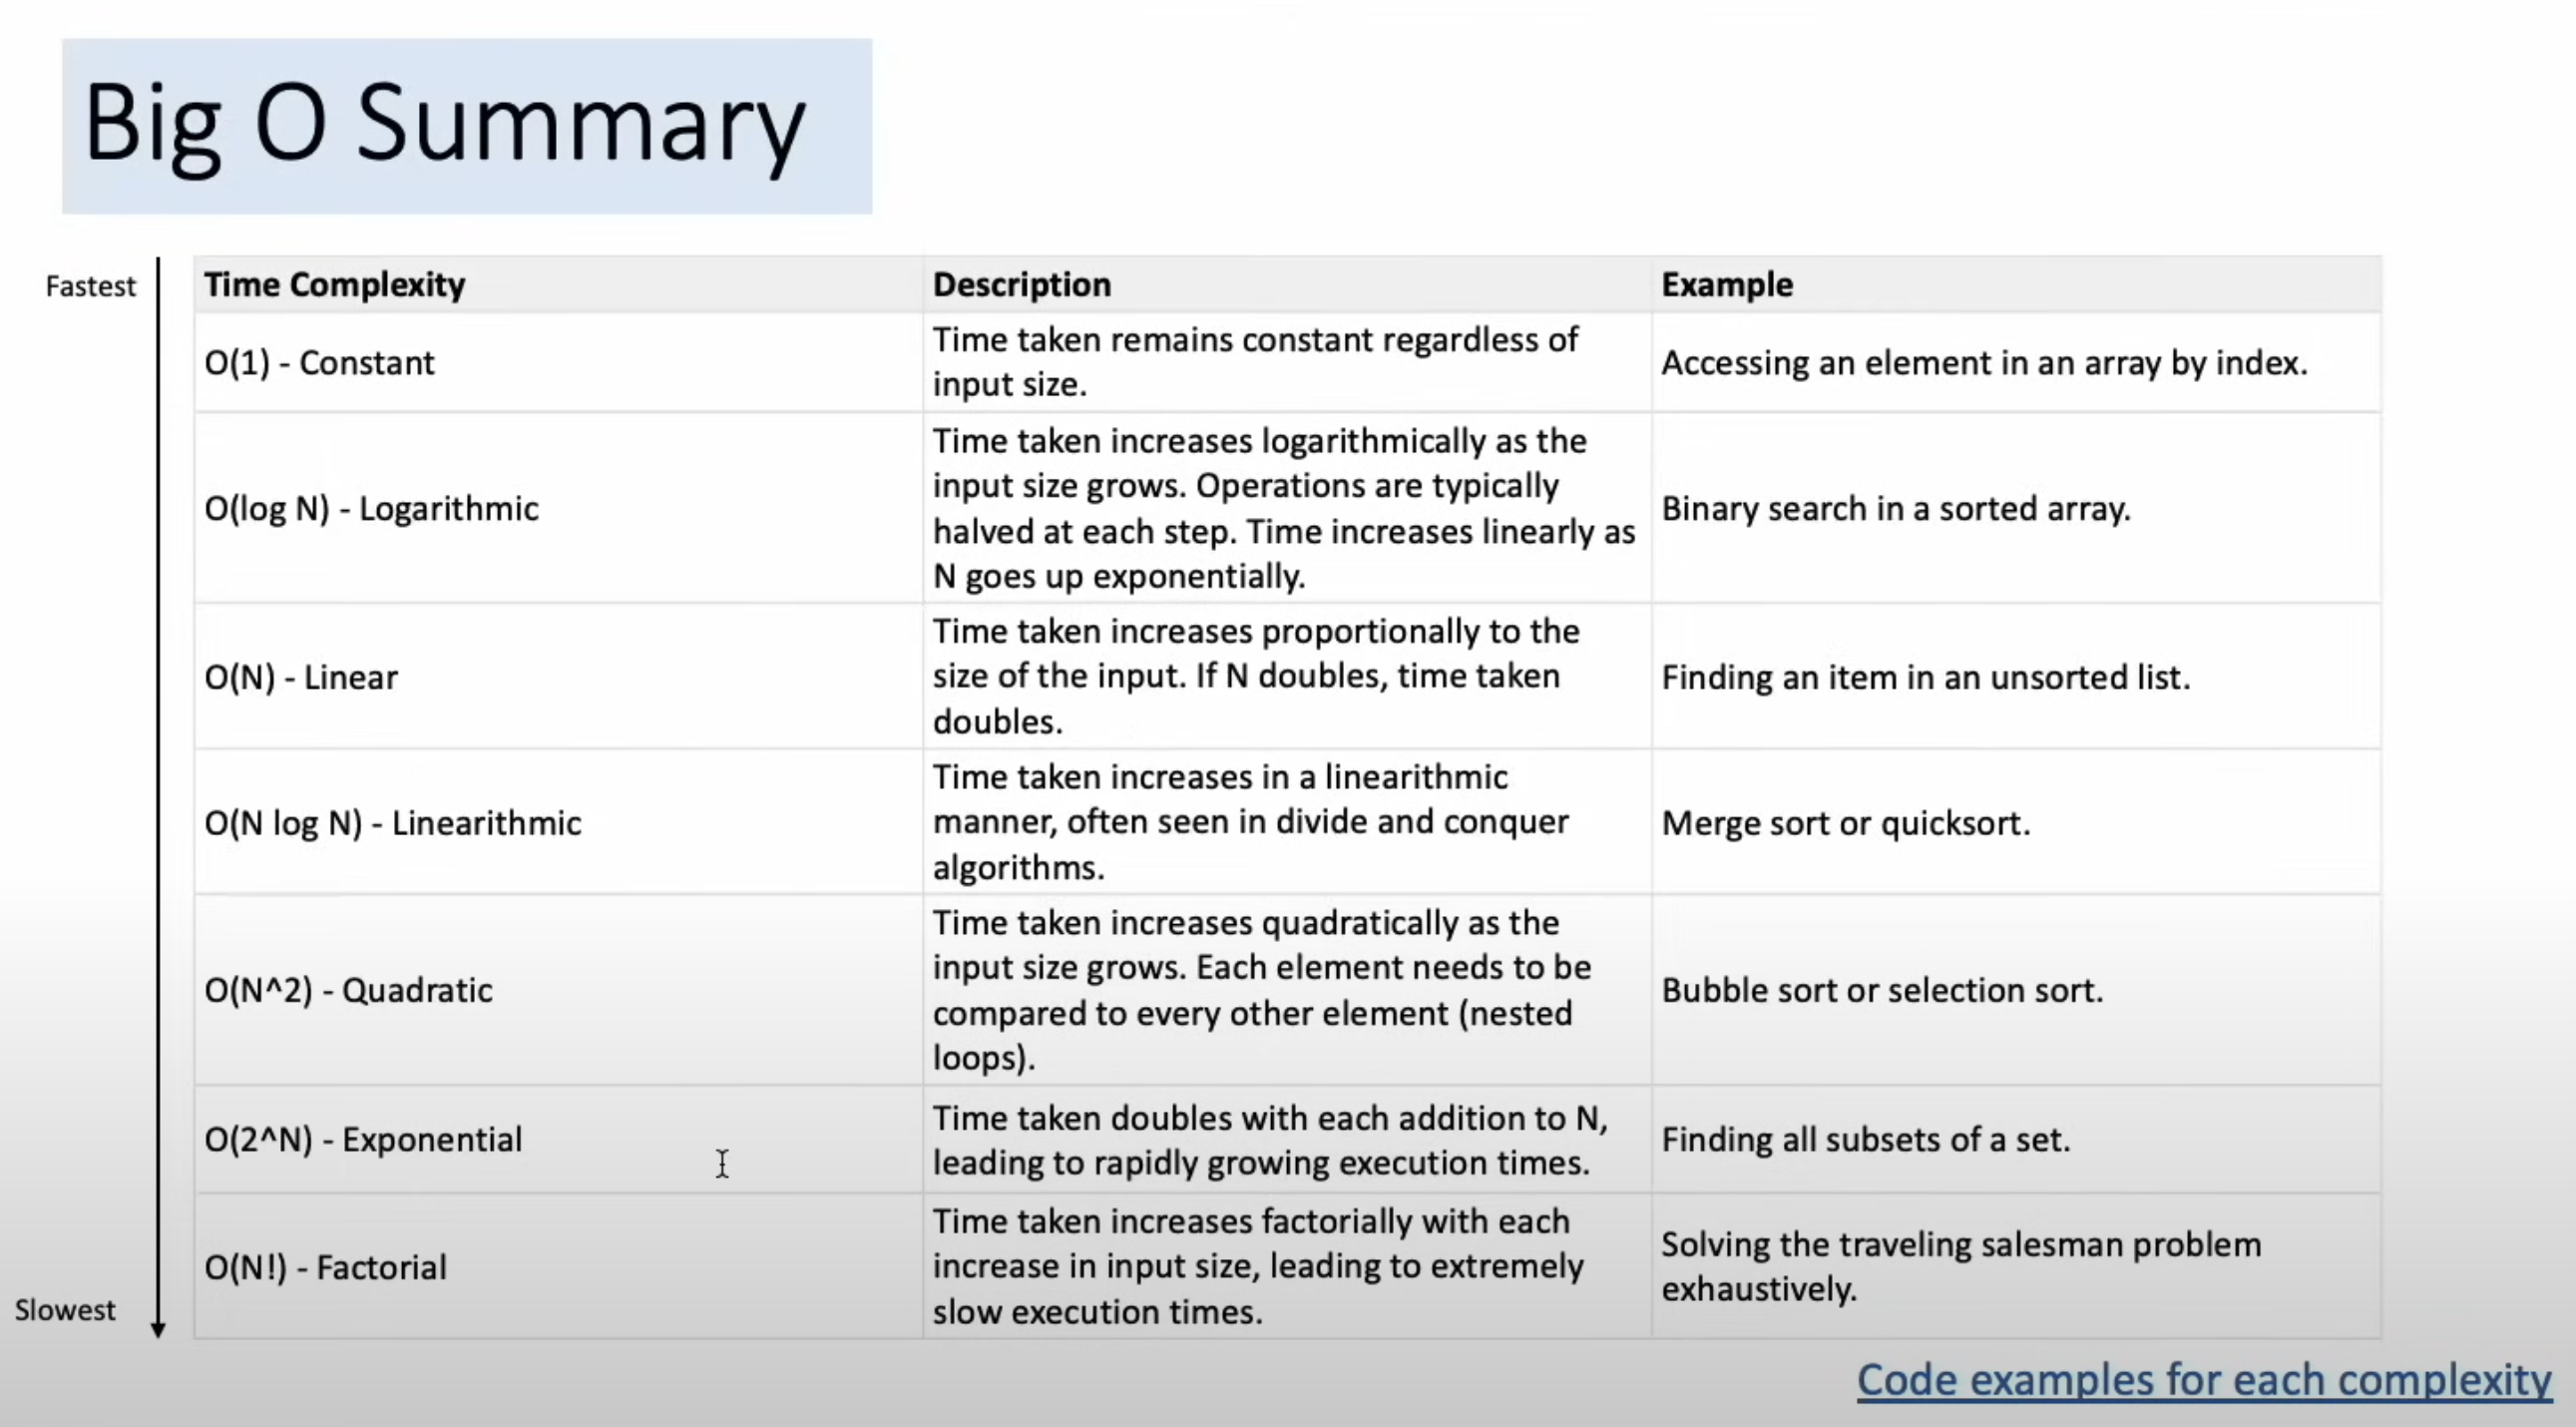 Big O Summary
Fastest
Time Complexity
Description
Example
O(1) - Constant
Time taken remains constant regardless of
input size.
Accessing an element in an array by index.
O(log N) - Logarithmic
Time taken increases logarithmically as the
input size grows. Operations are typically
halved at each step. Time increases linearly as
N goes up exponentially.
Binary search in a sorted array.
O(N) - Linear
Time taken increases proportionally to the
size of the input. If N doubles, time taken
doubles.
Finding an item in an unsorted list.
O(N log N) - Linearithmic
Time taken increases in a linearithmic
manner, often seen in divide and conquer
algorithms.
Merge sort or quicksort.
O(N^2) - Quadratic
Time taken increases quadratically as the
input size grows. Each element needs to be
compared to every other element (nested
loops).
Bubble sort or selection sort.
O(2^N) - Exponential
Time taken doubles with each addition to N,
leading to rapidly growing execution times.
Finding all subsets of a set.
O(N!) - Factorial
Time taken increases factorially with each
increase in input size, leading to extremely
slow execution times.
Solving the traveling salesman problem
exhaustively.
Slowest
Code examples for each complexity